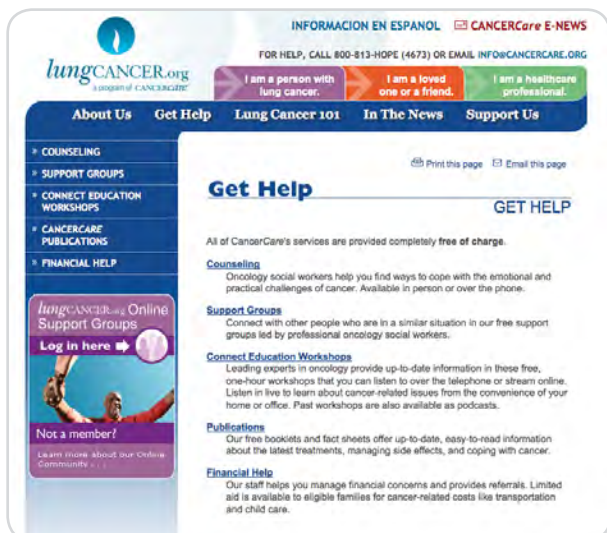 INFORMACION EN ESPANOL CANCERCare E-NEWS
FOR HELP, CALL 800-813-HOPE (4673) OR EMAIL INFO@CANCERCARE.ORG
lungCANCER.org
a program of CANCERCARE
I am a person with
lung cancer.
I am a loved
one or a friend.
I am a healthcare
professional.
About Us Get Help Lung Cancer 101 In The News Support Us
» COUNSELING
» SUPPORT GROUPS
» CONNECT EDUCATION
WORKSHOPS
» CANCERCARE
PUBLICATIONS
» FINANCIAL HELP
lungCANCER.org Online
Support Groups
Log in here
Not a member?
Learn more about our Online
Community . . .
Print this page Email this page
Get Help
GET HELP
All of CancerCare's services are provided completely free of charge.
Counseling
Oncology social workers help you find ways to cope with the emotional and
practical challenges of cancer. Available in person or over the phone.
Support Groups
Connect with other people who are in a similar situation in our free support
groups led by professional oncology social workers.
Connect Education Workshops
Leading experts in oncology provide up-to-date information in these free,
one-hour workshops that you can listen to over the telephone or stream online.
Listen in live to learn about cancer-related issues from the convenience of your
home or office. Past workshops are also available as podcasts.
Publications
Our free booklets and fact sheets offer up-to-date, easy-to-read information
about the latest treatments, managing side effects, and coping with cancer.
Financial Help
Our staff helps you manage financial concerns and provides referrals. Limited
aid is available to eligible families for cancer-related costs like transportation
and child care.